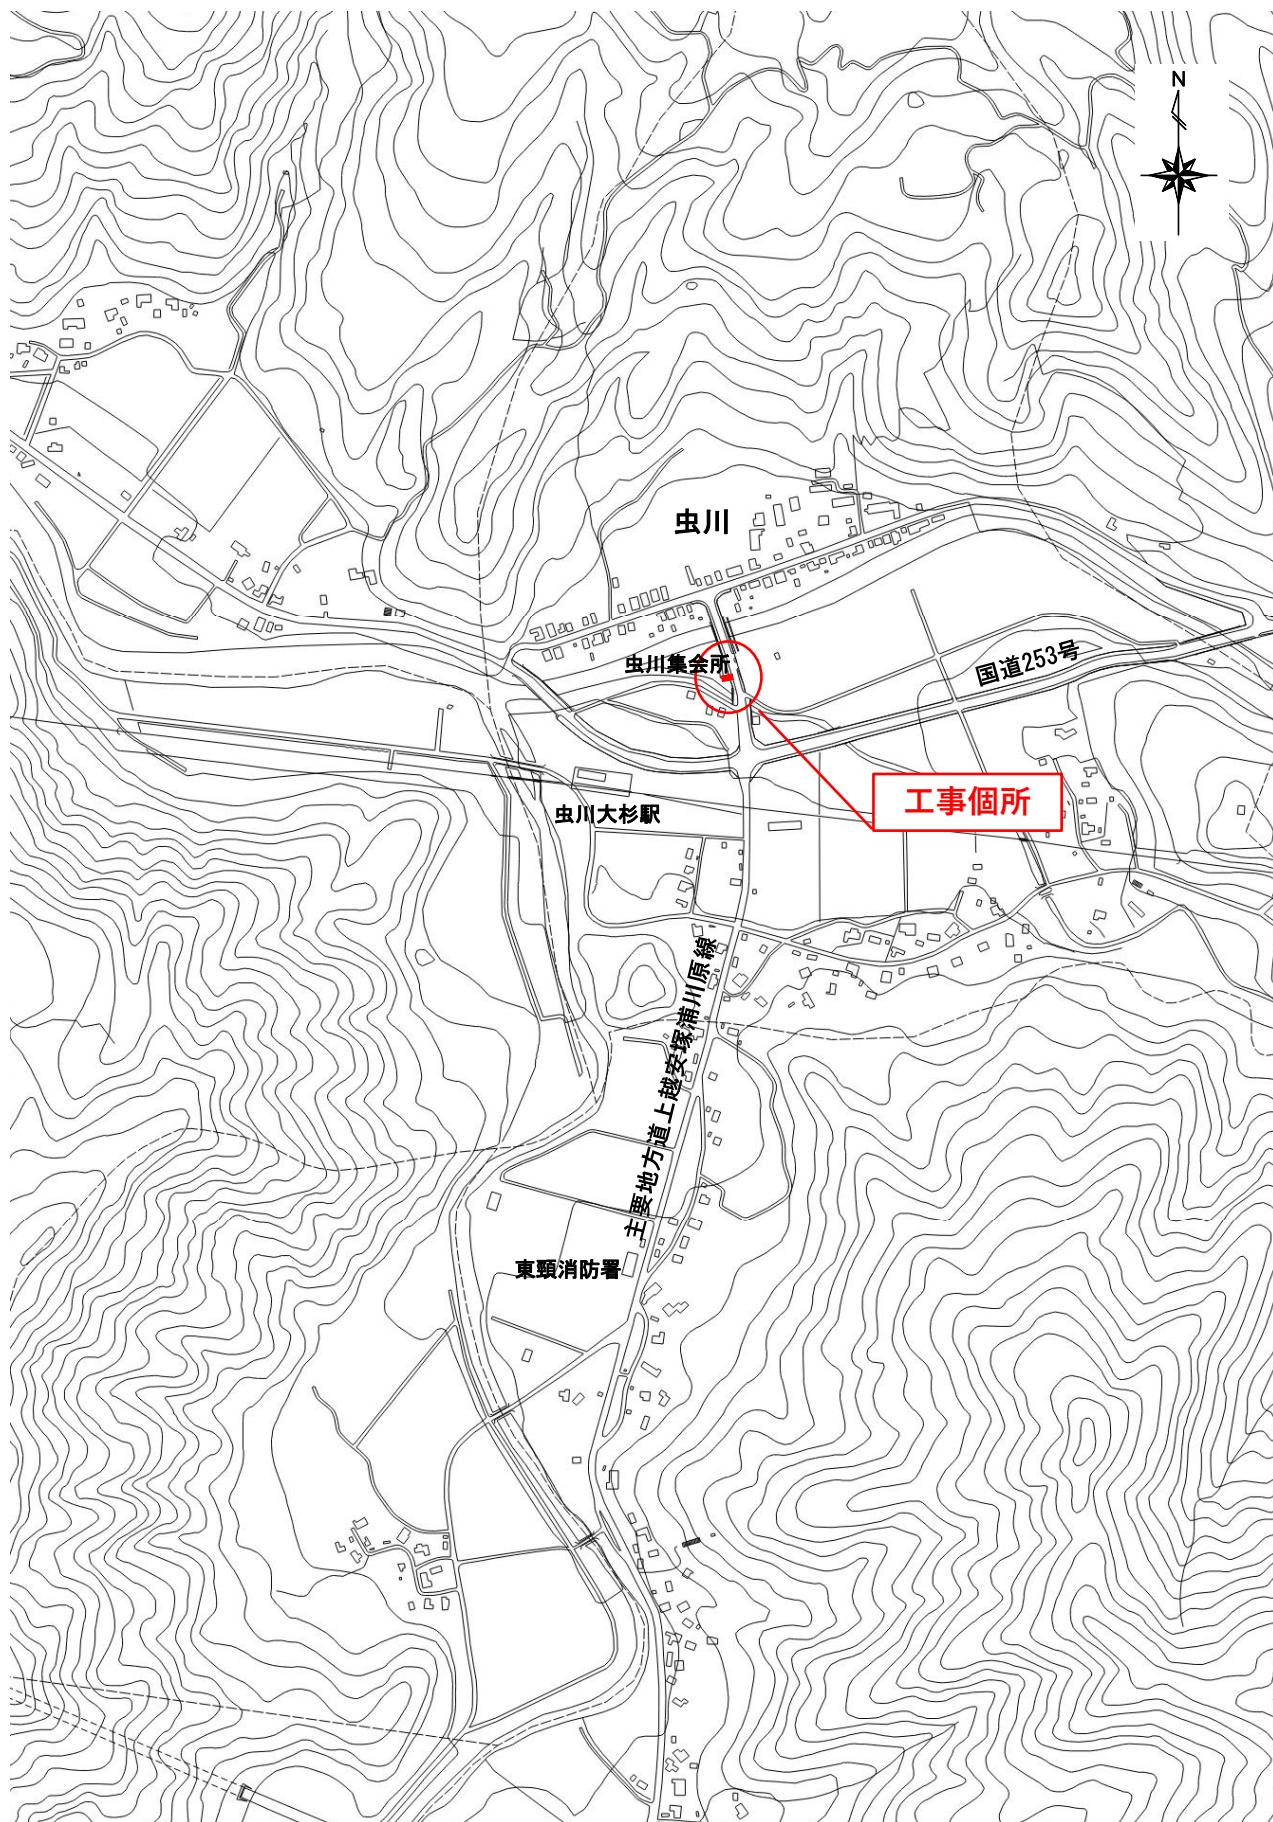 N
虫川
虫川集会所
国道253号
工事個所
虫川大杉駅
主要地方道上越安塚浦川原線
東頸消防署